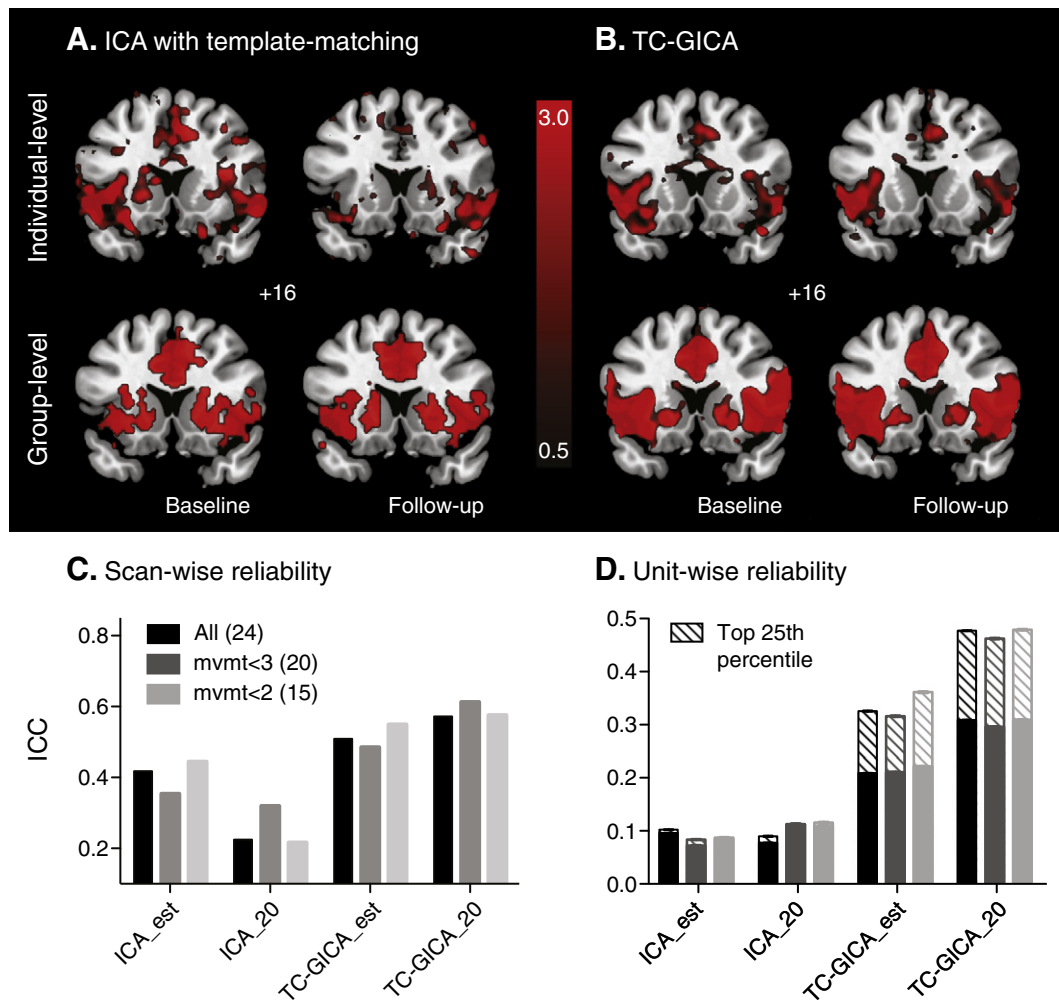 A. ICA with template-matching
B. TC-GICA
Individual-level
3.0
+16
+16
Group-level
0.5
Baseline
Follow-up
Baseline
Follow-up
C. Scan-wise reliability
ICC
0.8
0.6
0.4
0.2
All (24)
mvmt<3 (20)
mvmt<2 (15)
ICA_est
ICA_20
TC-GICA_est
TC-GICA_20
D. Unit-wise reliability
0.5
0.4
0.3
0.2
0.1
0.0
Top 25th
percentile
ICA_est
ICA_20
TC-GICA_est
TC-GICA_20